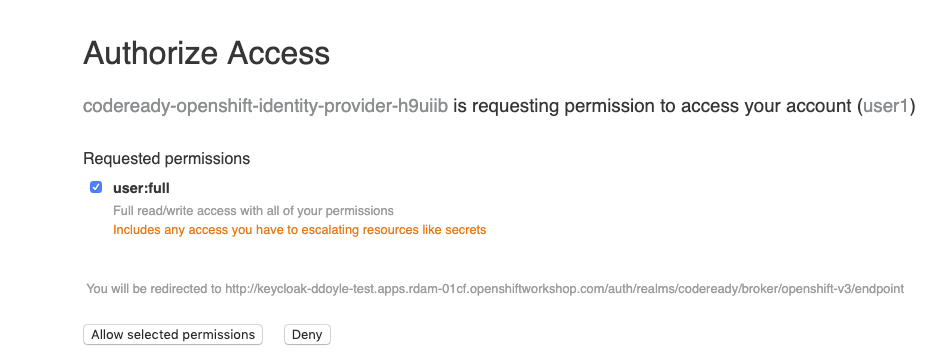 Authorize Access
codeready-openshift-identity-provider-h9uiib is requesting permission to access your account (user1)
Requested permissions
user:full
Full read/write access with all of your permissions
Includes any access you have to escalating resources like secrets
You will be redirected to http://keycloak-ddoyle-test.apps.rdam-01cf.openshiftworkshop.com/auth/realms/codeready/broker/openshift-v3/endpoint
Allow selected permissions Deny